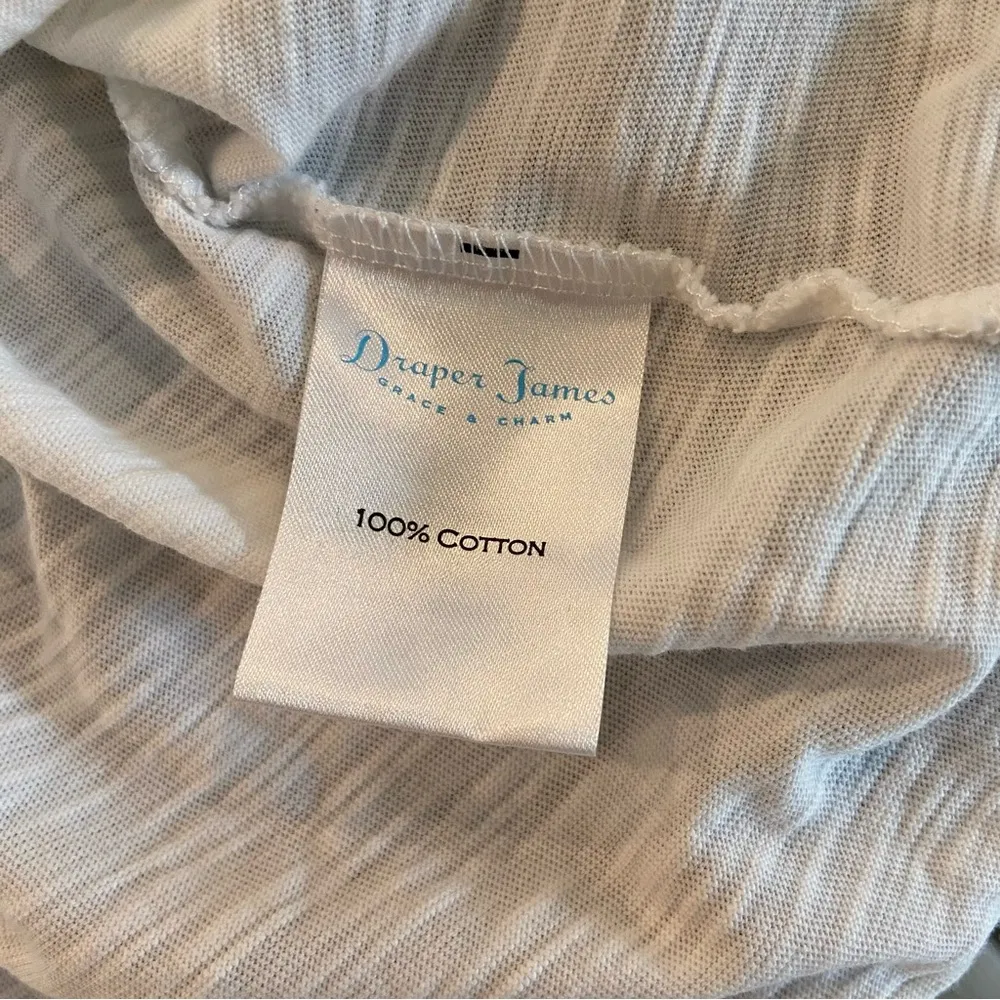 Draper James
GRACE & CHARM
100% COTTON